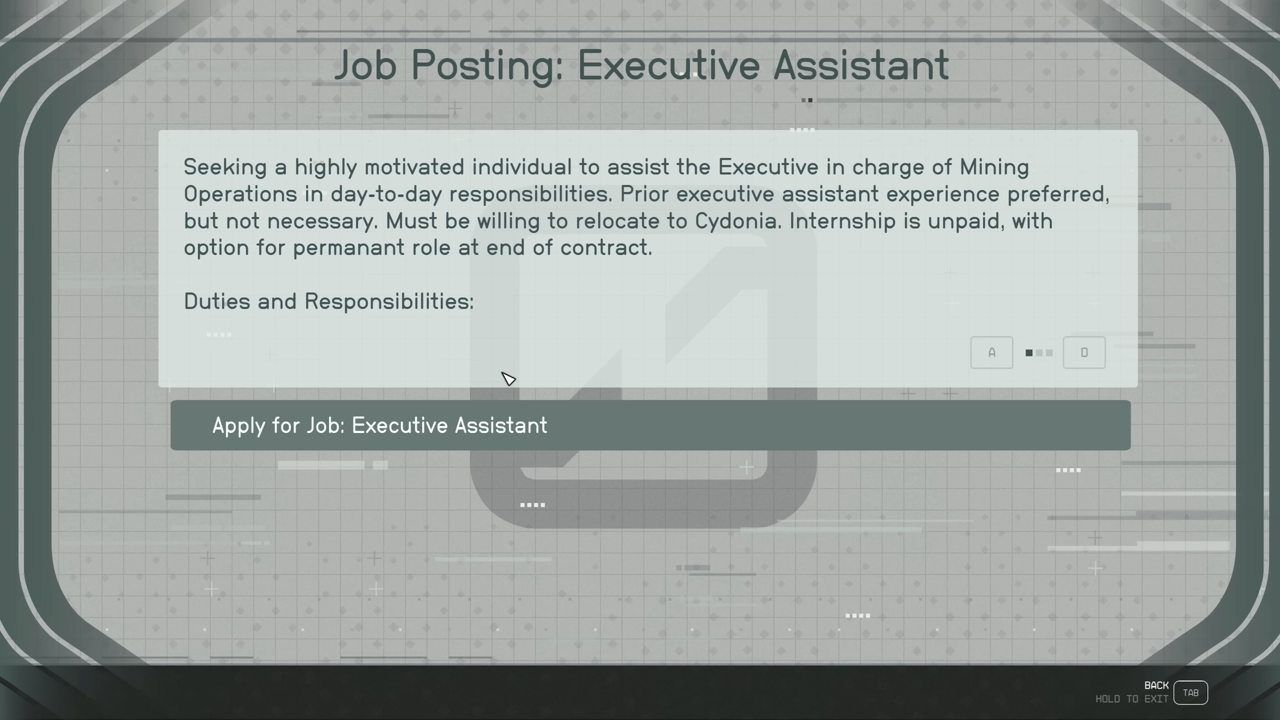 Job Posting: Executive Assistant
Seeking a highly motivated individual to assist the Executive in charge of Mining
Operations in day-to-day responsibilities. Prior executive assistant experience preferred,
but not necessary. Must be willing to relocate to Cydonia. Internship is unpaid, with
option for permanant role at end of contract.
Duties and Responsibilities:
A
D
Apply for Job: Executive Assistant
BACK
HOLD TO EXIT
TAB